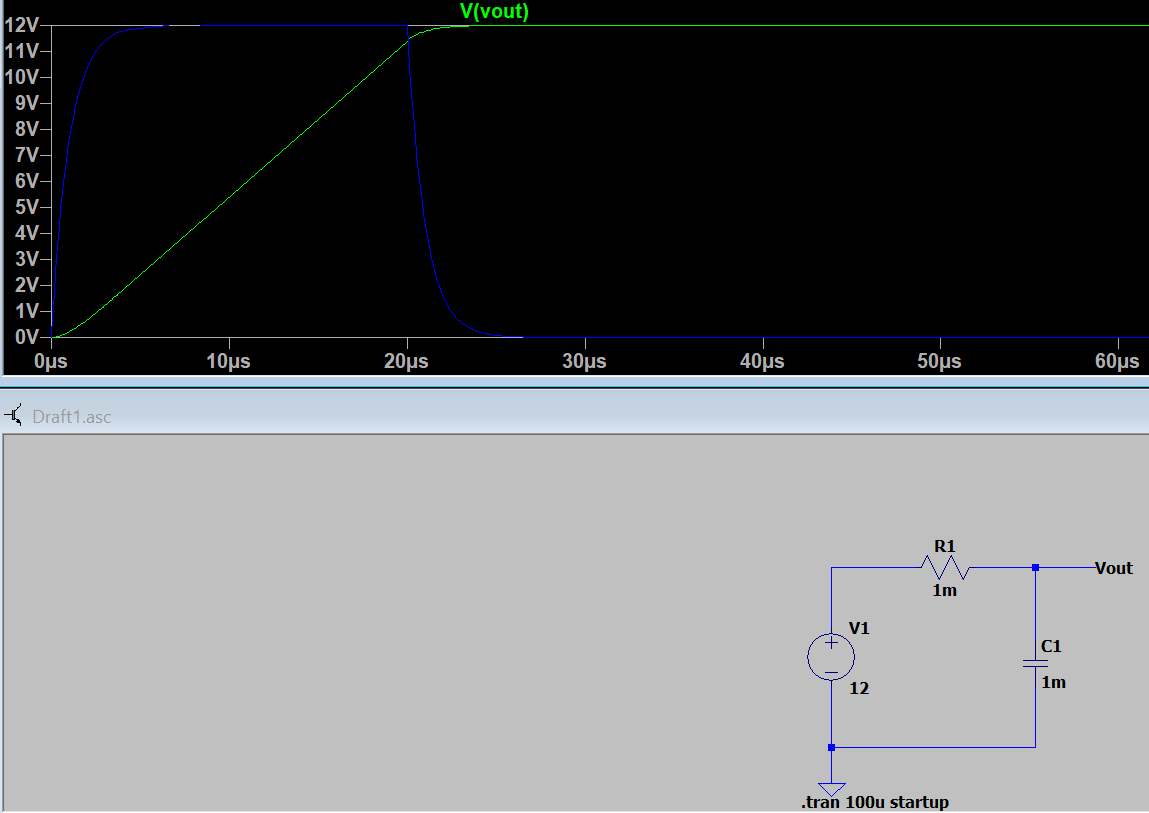 V(vout)
12V
11V
10V
9V
8V
7V
6V
5V
4V
3V
2V
1V
0V
0µs 10µs 20µs 30µs 40µs 50µs 60µs
Draft1.asc
R1
1m
Vout
V1
12
C1
1m
.tran 100u startup